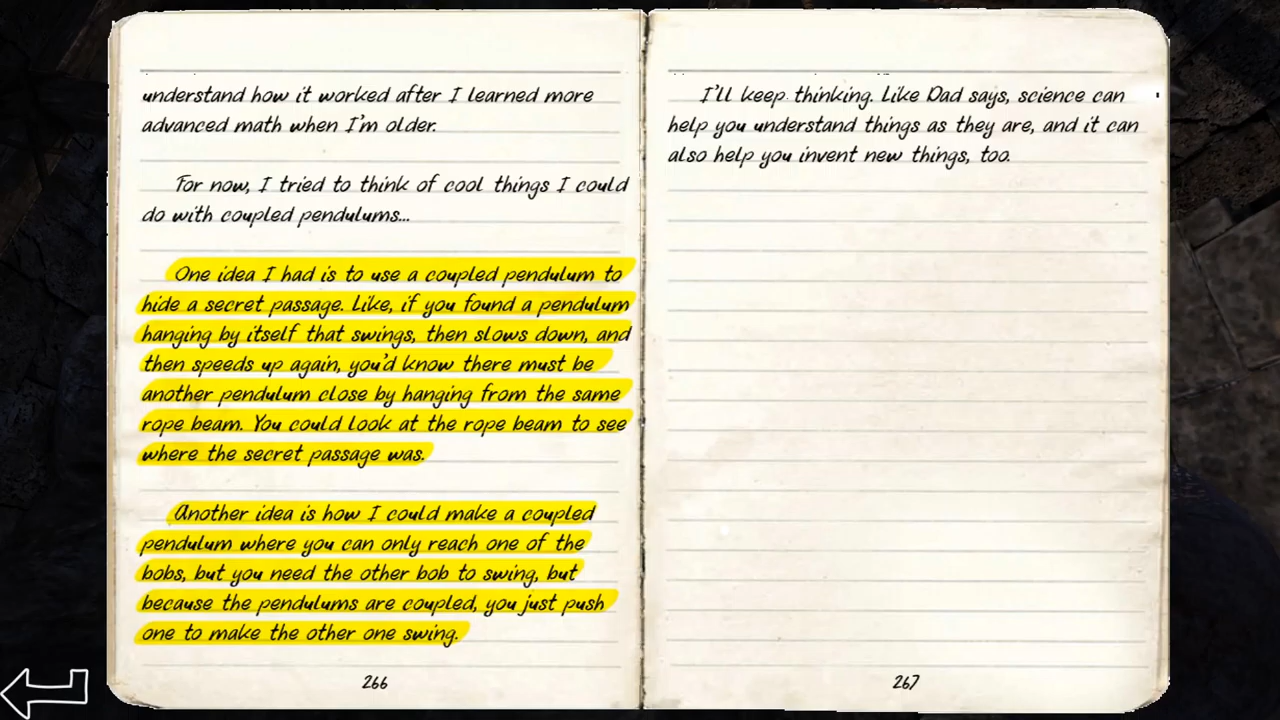 understand how it worked after I learned more
advanced math when I'm older.
For now, I tried to think of cool things I could
do with coupled pendulums...
One idea I had is to use a coupled pendulum to
hide a secret passage. Like, if you found a pendulum
hanging by itself that swings, then slows down, and
then speeds up again, you'd know there must be
another pendulum close by hanging from the same
rope beam. You could look at the rope beam to see
where the secret passage was.
Another idea is how I could make a coupled
pendulum where you can only reach one of the
bobs, but you need the other bob to swing, but
because the pendulums are coupled, you just push
one to make the other one swing.
266
I'll keep thinking. Like Dad says, science can
help you understand things as they are, and it can
also help you invent new things, too.
267